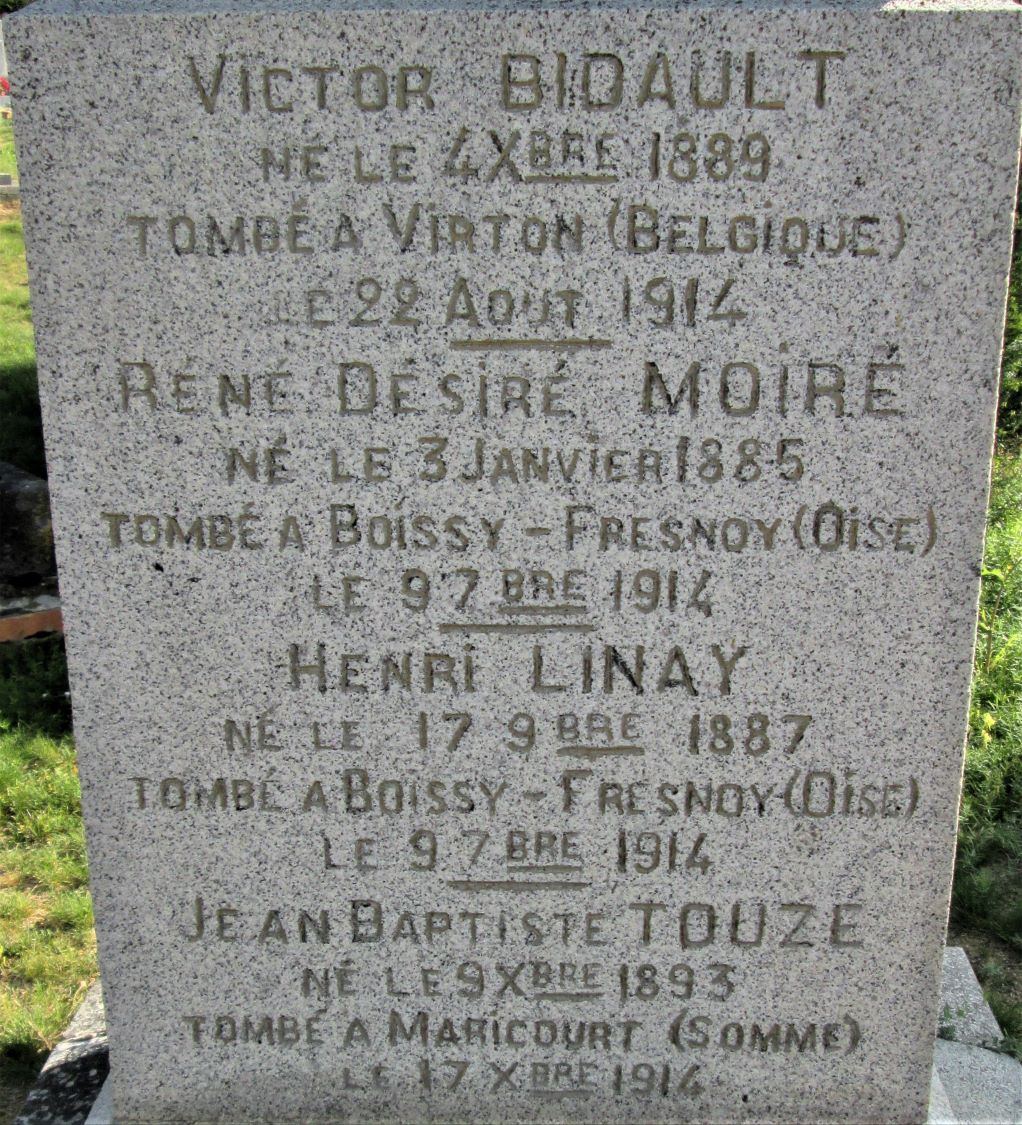 VICTOR BIDAULT
NÉ LE 4 XBRE 1889
TOMBÉ A VIRTON (BELGIQUE)
LE 22 AOUT 1914
RÉNÉ DÉSIRÉ MOIRÉ
NÉ LE 3 JANVIER 1885
TOMBÉ A BOISSY-FRESNOY (OISE)
LE 9 7BRE 1914
HENRI LINAY
NÉ LE 17 9BRE 1887
TOMBÉ A BOISSY-FRESNOY (OISE)
LE 9 7BRE 1914
JEAN BAPTISTE TOUZE
NÉ LE 9 XBRE 1893
TOMBÉ A MARICOURT (SOMME)
LE 17 XBRE 1914